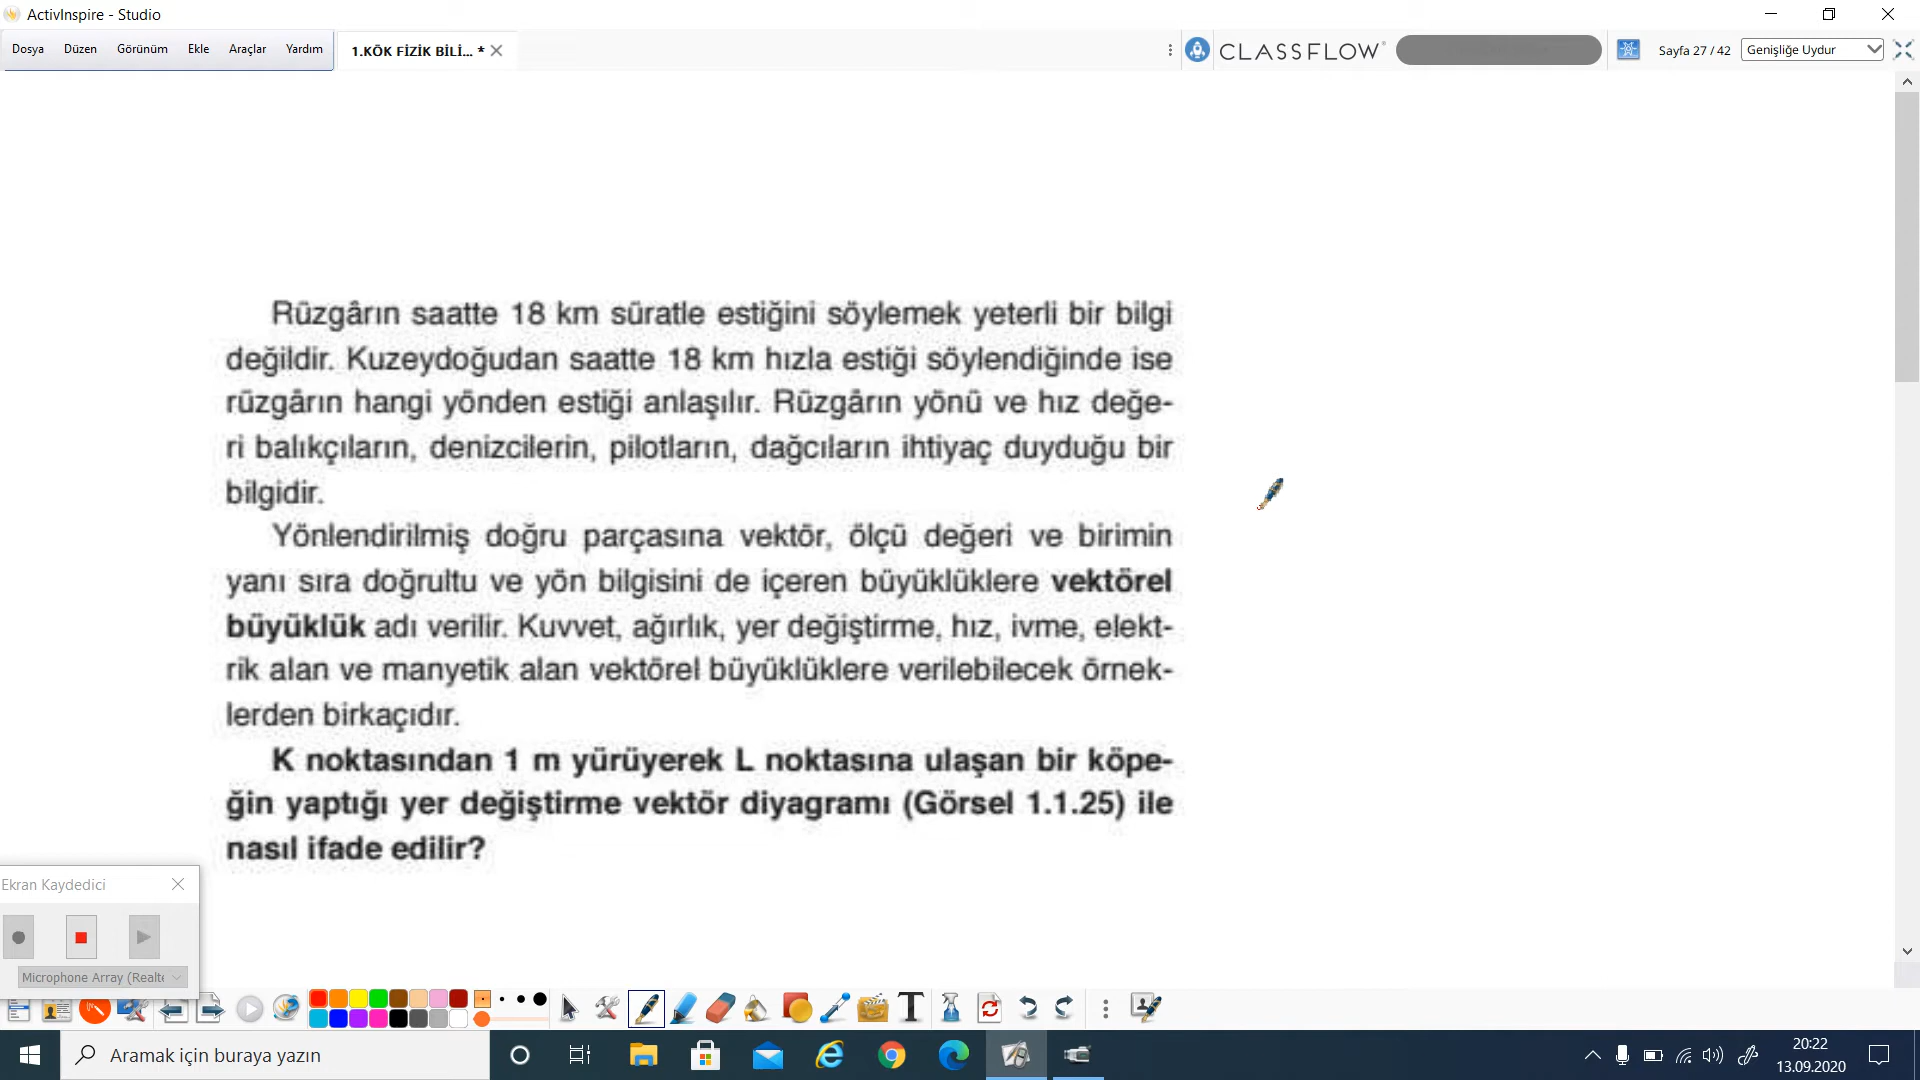 ActivInspire - Studio
Dosya Düzen Görünüm Ekle Araçlar Yardım 1.KÖK FİZİK BİLİ... * CLASSFLOW Sayfa 27 / 42 Genişliğe Uydur
Rüzgârın saatte 18 km süratle estiğini söylemek yeterli bir bilgi
değildir. Kuzeydoğudan saatte 18 km hızla estiği söylendiğinde ise
rüzgârın hangi yönden estiği anlaşılır. Rüzgârın yönü ve hız değe-
ri balıkçıların, denizcilerin, pilotların, dağcıların ihtiyaç duyduğu bir
bilgidir.
Yönlendirilmiş doğru parçasına vektör, ölçü değeri ve birimin
yanı sıra doğrultu ve yön bilgisini de içeren büyüklüklere vektörel
büyüklük adı verilir. Kuvvet, ağırlık, yer değiştirme, hız, ivme, elekt-
rik alan ve manyetik alan vektörel büyüklüklere verilebilecek örnek-
lerden birkaçıdır.
K noktasından 1 m yürüyerek L noktasına ulaşan bir köpe-
ğin yaptığı yer değiştirme vektör diyagramı (Görsel 1.1.25) ile
nasıl ifade edilir?
Ekran Kaydedici
Microphone Array (Realte
Aramak için buraya yazın
20:22
13.09.2020